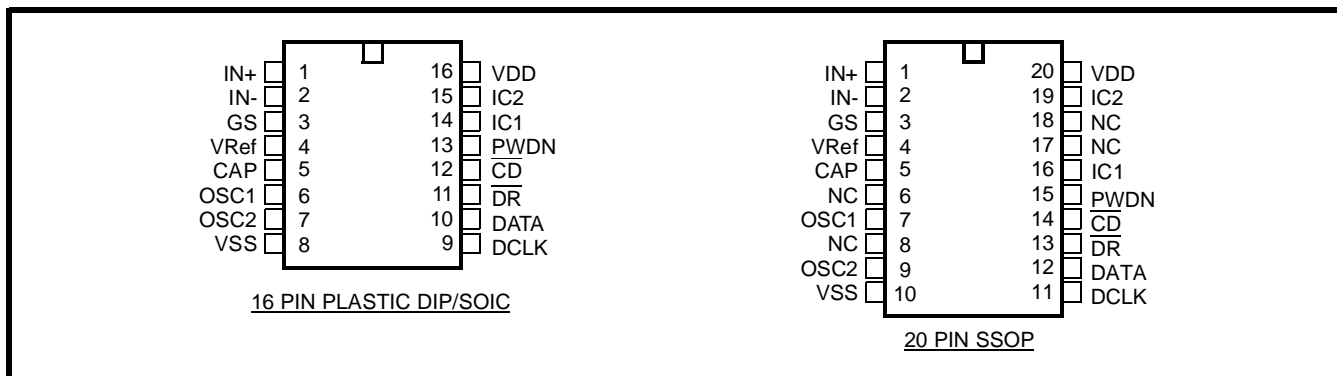 IN+ 1 16 VDD
IN- 2 15 IC2
GS 3 14 IC1
VRef 4 13 PWDN
CAP 5 12 CD
OSC1 6 11 DR
OSC2 7 10 DATA
VSS 8 9 DCLK
16 PIN PLASTIC DIP/SOIC
IN+ 1 20 VDD
IN- 2 19 IC2
GS 3 18 NC
VRef 4 17 NC
CAP 5 16 IC1
NC 6 15 PWDN
OSC1 7 14 CD
NC 8 13 DR
OSC2 9 12 DATA
VSS 10 11 DCLK
20 PIN SSOP